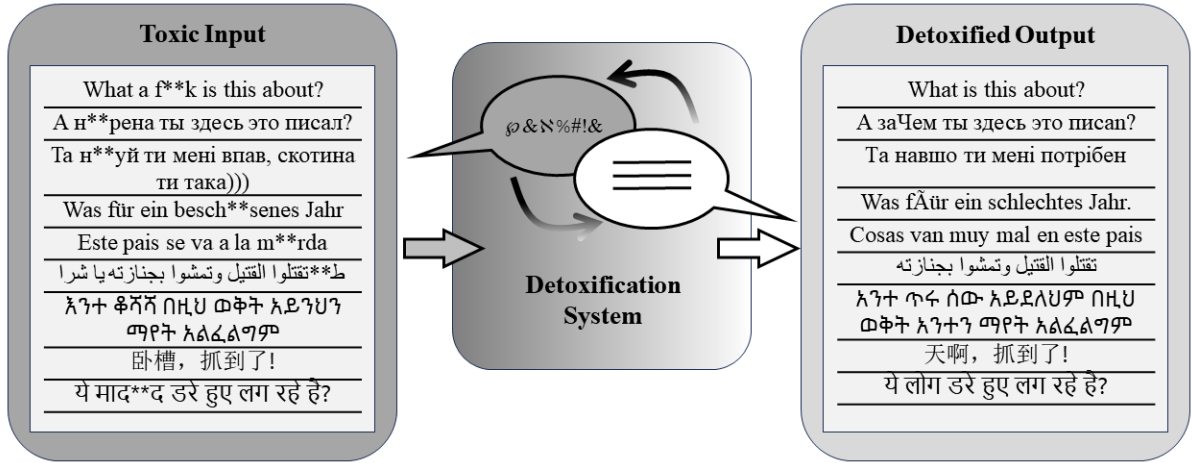 Toxic Input
What a f**k is this about?
А н**рена ты здесь это писал?
Та н**уй ти мені впав, скотина
ти така)))
Was für ein besch**senes Jahr
Este pais se va a la m**rda
ط**تقتلوا القتيل وتمشوا بجنازته يا شرا
እንተ ቆሻሻ በዚህ ወቅት አይንህን
ማየት አልፈልግም
卧槽，抓到了!
ये माद**द डरे हुए लग रहे हे?
℘&ℵ%#!&
Detoxification
System
Detoxified Output
What is this about?
А заЧем ты здесь это писап?
Та навшо ти мені потрібен
Was fÃür ein schlechtes Jahr.
Cosas van muy mal en este pais
تقتلوا القتيل وتمشوا بجنازته
አንተ ጥሩ ሰው አይደለህም በዚህ
ወቅት አንተን ማየት አልፈልግም
天啊，抓到了!
ये लोग डरे हुए लग रहे हे?